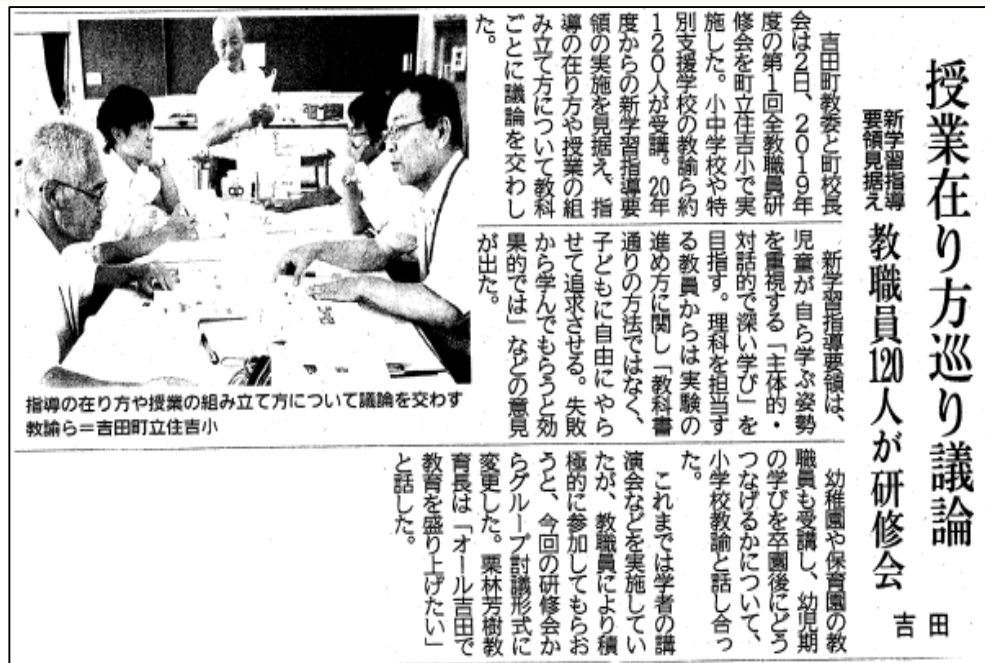 授業在り方巡り議論
新学習指導
要領見据え
教職員120人が研修会
吉田
吉田町教委と町校長
会は2日、2019年
度の第1回全教職員研
修会を町立住吉小で実
施した。小中学校や特
別支援学校の教諭ら約
120人が受講。20年
度からの新学習指導要
領の実施を見据え、指
導の在り方や授業の組
み立て方について教科
ごとに議論を交わし
た。
新学習指導要領は、
児童が自ら学ぶ姿勢
を重視する「主体的・
対話的で深い学び」を
目指す。理科を担当す
る教員からは実験の
進め方に関し「教科書
通りの方法ではなく、
子どもに自由にやら
せて追求させる。失敗
から学んでもらうと効
果的では」などの意見
が出た。
幼稚園や保育園の教
職員も受講し、幼児期
の学びを卒園後にどう
つなげるかについて、
小学校教諭と話し合っ
た。
これまでは学者の講
演会などを実施してい
たが、教職員により積
極的に参加してもらお
うと、今回の研修会か
らグループ討議形式に
変更した。栗林芳樹教
育長は「オール吉田で
教育を盛り上げたい」
と話した。
指導の在り方や授業の組み立て方について議論を交わす
教諭ら＝吉田町立住吉小